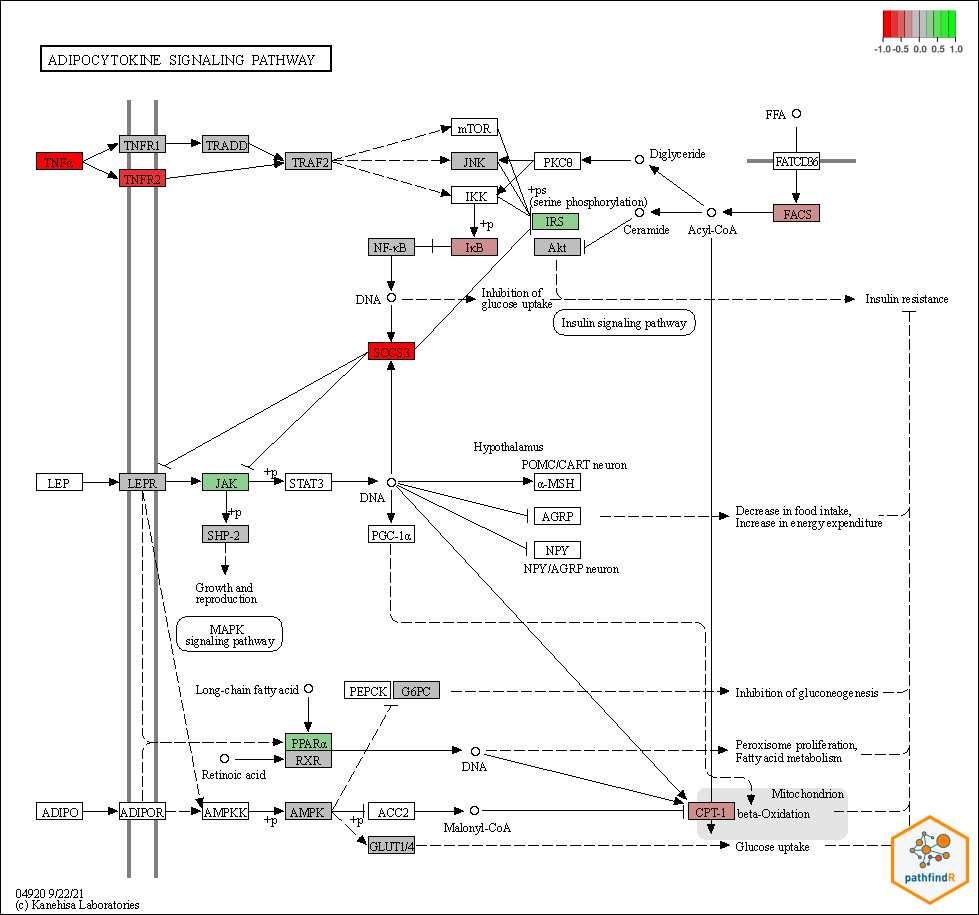 -1.0-0.5 0.0 0.5 1.0
ADIPOCYTOKINE SIGNALING PATHWAY
FFA
mTOR
TNFR1
TRADD
TNFα
TRAF2
JNK
PKCθ
Diglyceride
FATCD36
TNFR2
IKK
+ps
(serine phosphorylation)
FACS
+p
IRS
Ceramide
Acyl-CoA
NF-κB
IκB
Akt
DNA
Inhibition of
glucose uptake
Insulin resistance
Insulin signaling pathway
SOCS3
Hypothalamus
POMC/CART neuron
LEP
LEPR
JAK
+p
STAT3
DNA
α-MSH
+p
AGRP
Decrease in food intake,
Increase in energy expenditure
SHP-2
PGC-1α
NPY
NPY/AGRP neuron
Growth and
reproduction
MAPK
signaling pathway
Long-chain fatty acid
PEPCK
G6PC
Inhibition of gluconeogenesis
PPARα
RXR
Retinoic acid
DNA
Peroxisome proliferation,
Fatty acid metabolism
Mitochondrion
ADIPO
ADIPOR
AMPKK
+p
AMPK
+p
ACC2
Malonyl-CoA
CPT-1
beta-Oxidation
GLUT1/4
Glucose uptake
pathfindR
04920 9/22/21
(c) Kanehisa Laboratories